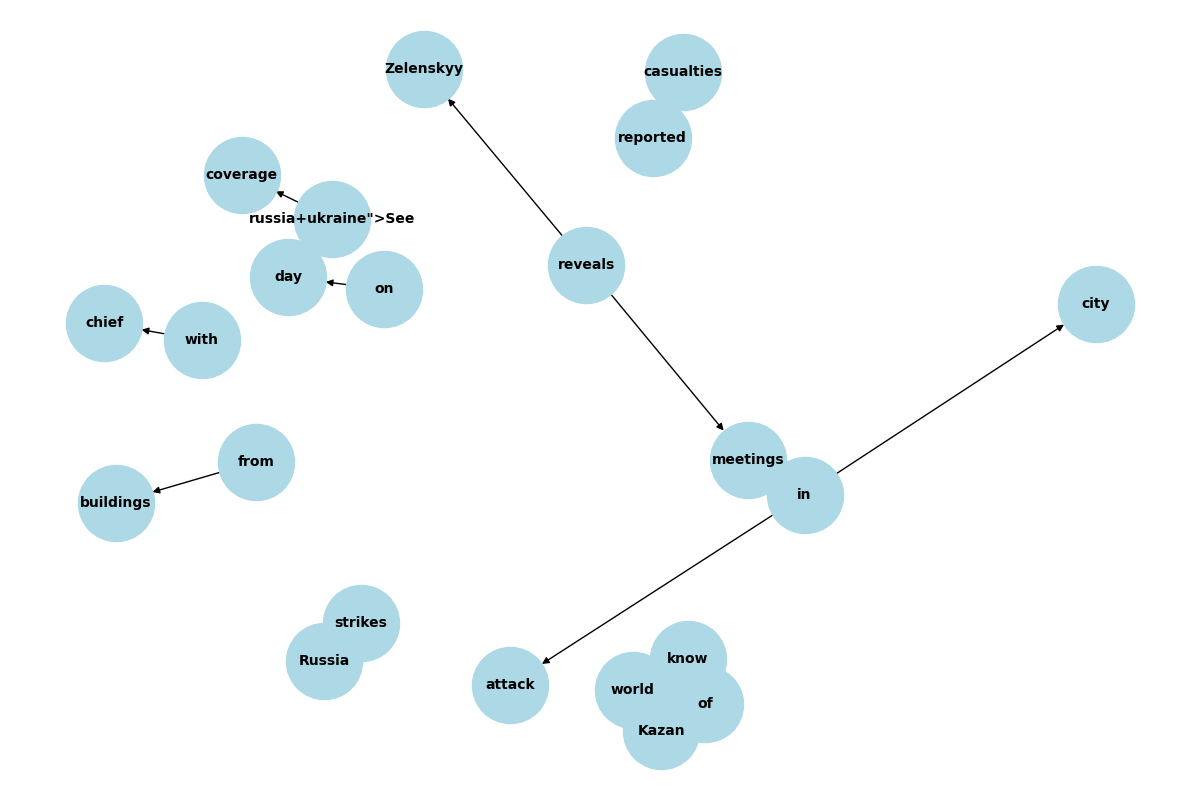 Zelenskyy
casualties
reported
coverage
russia+ukraine">See
reveals
day
on
city
chief
with
meetings
from
in
buildings
strikes
know
Russia
attack
world
of
Kazan